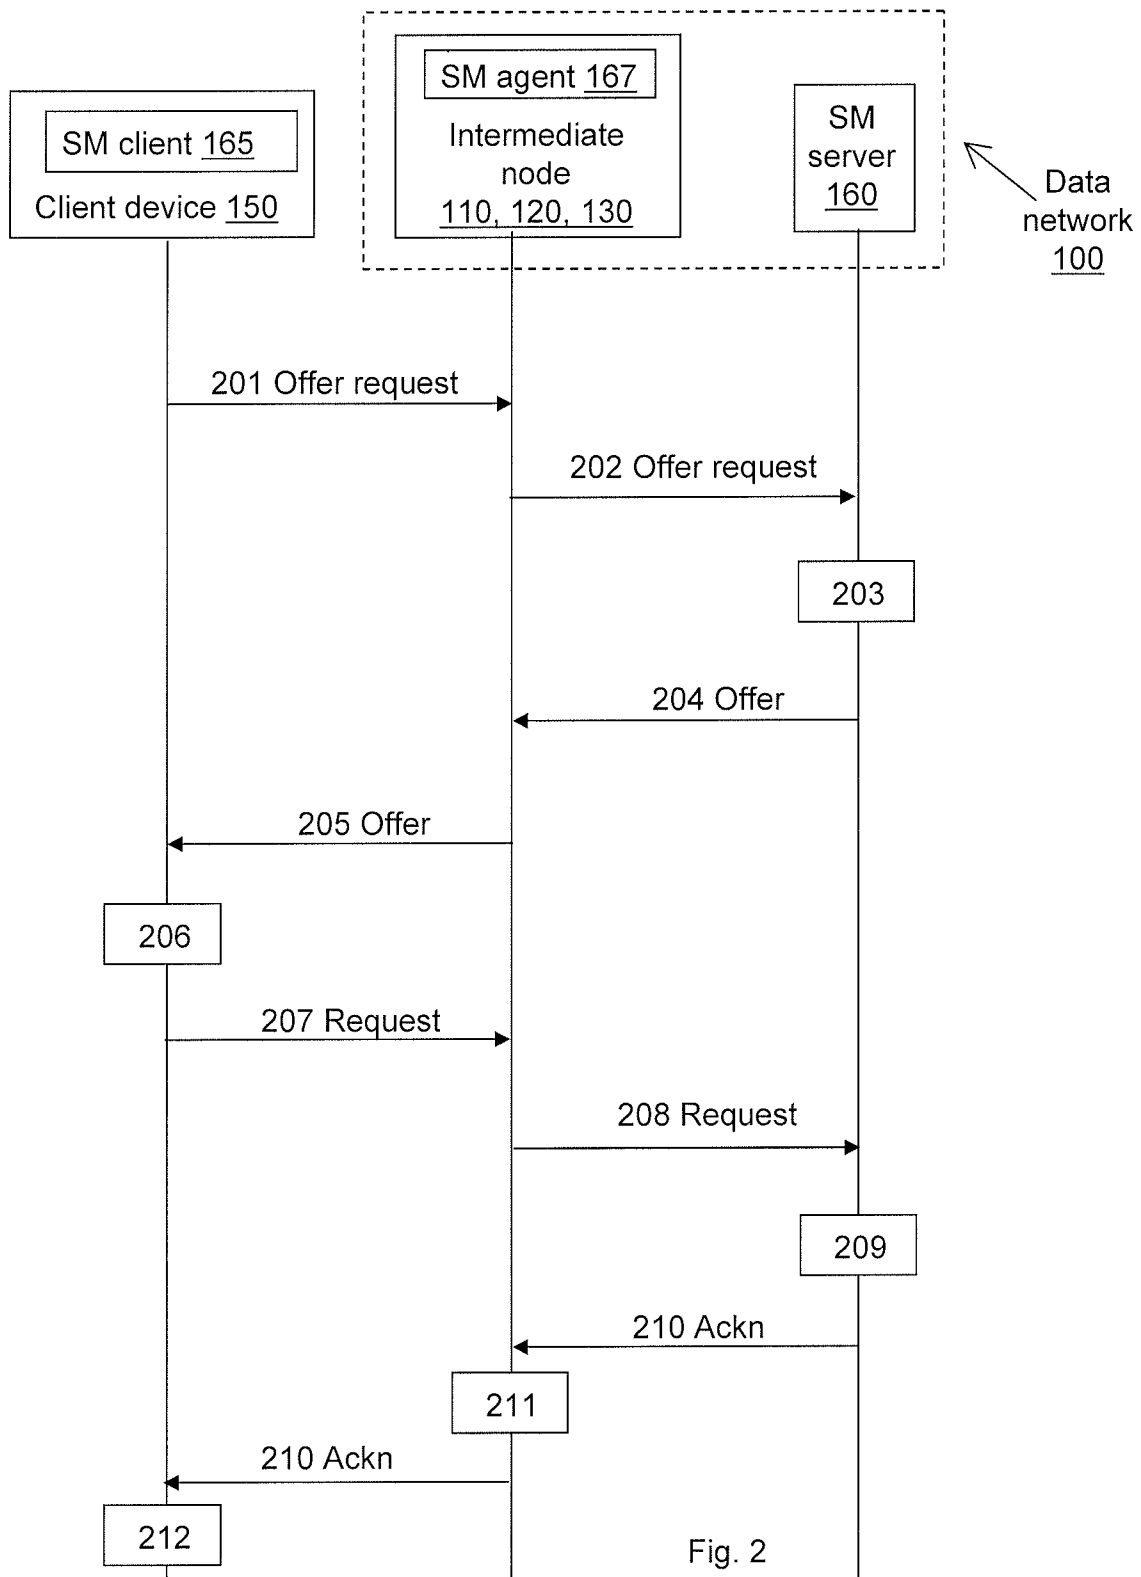 SM agent 167
Intermediate
node
110, 120, 130
SM client 165
Client device 150
SM
server
160
Data
network
100
201 Offer request
202 Offer request
203
204 Offer
205 Offer
206
207 Request
208 Request
209
210 Ackn
211
210 Ackn
212
Fig. 2